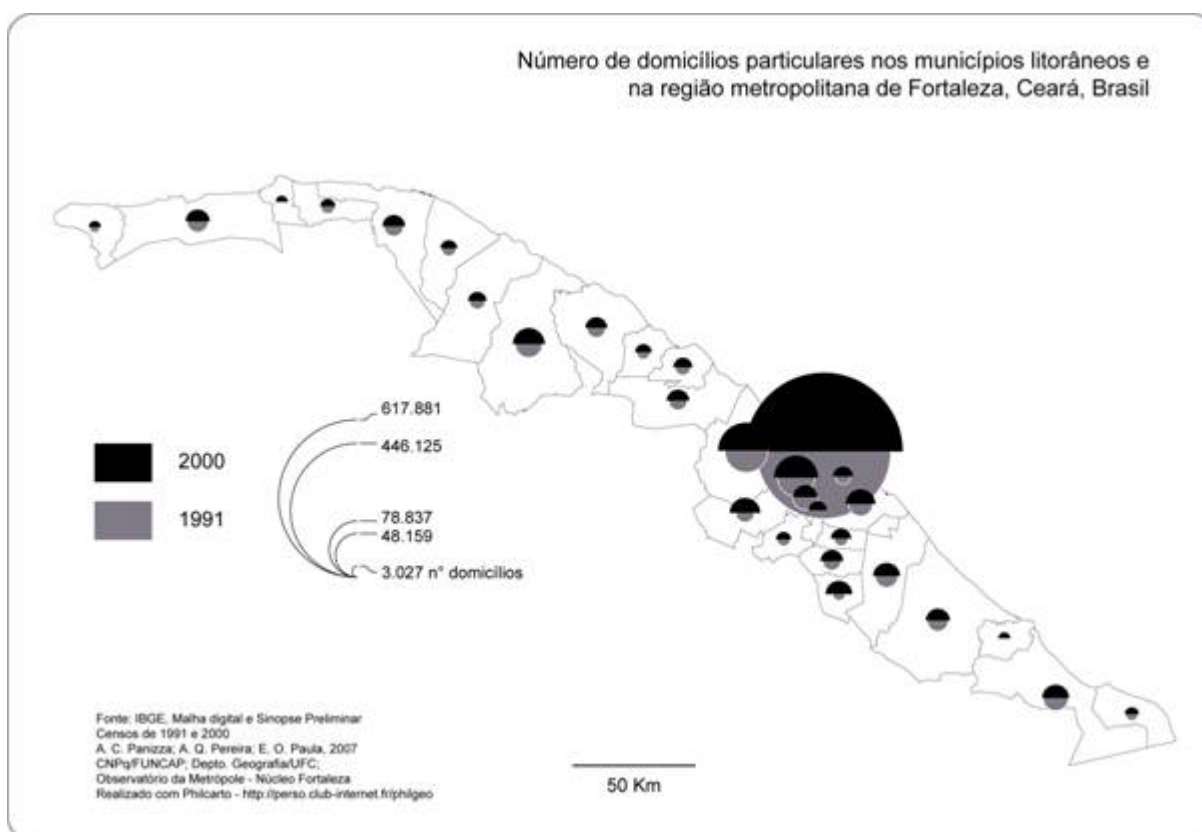 Número de domicílios particulares nos municípios litorâneos e
na região metropolitana de Fortaleza, Ceará, Brasil
617.881
446.125
78.837
48.159
3.027 n° domicílios
2000
1991
Fonte: IBGE, Malha digital e Sinopse Preliminar
Censos de 1991 e 2000
A. C. Panizza; A. Q. Pereira; E. O. Paula, 2007
CNPq/FUNCAP; Depto. Geografia/UFC;
Observatório da Metrópole - Núcleo Fortaleza
Realizado com Philcarto - http://perso.club-internet.fr/philgeo
50 Km